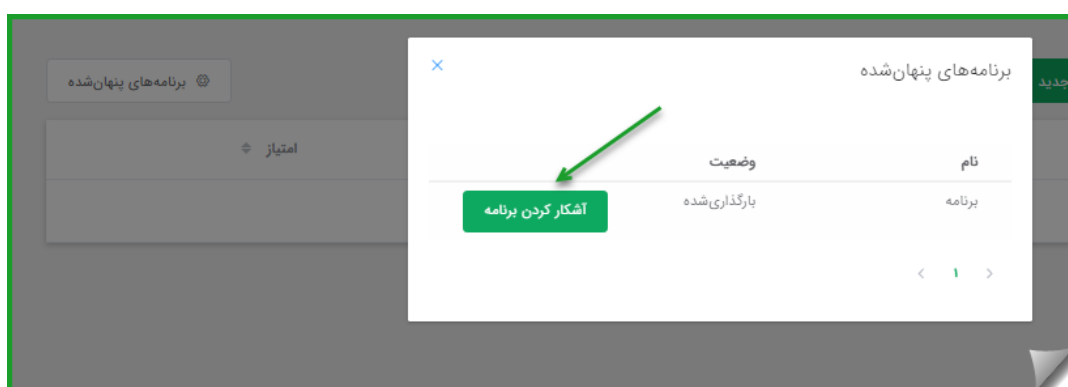 برنامه‌های پنهان‌شده
جدید
برنامه‌های پنهان‌شده
امتیاز
نام وضعیت
برنامه بارگذاری‌شده آشکار کردن برنامه
۱